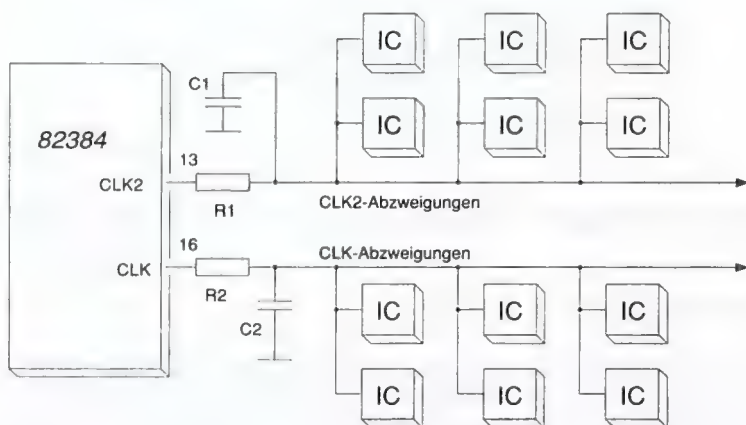 IC IC IC
C1
82384
IC IC IC
13
CLK2
R1
CLK2-Abzweigungen
16
CLK-Abzweigungen
CLK
R2
IC IC IC
C2
IC IC IC